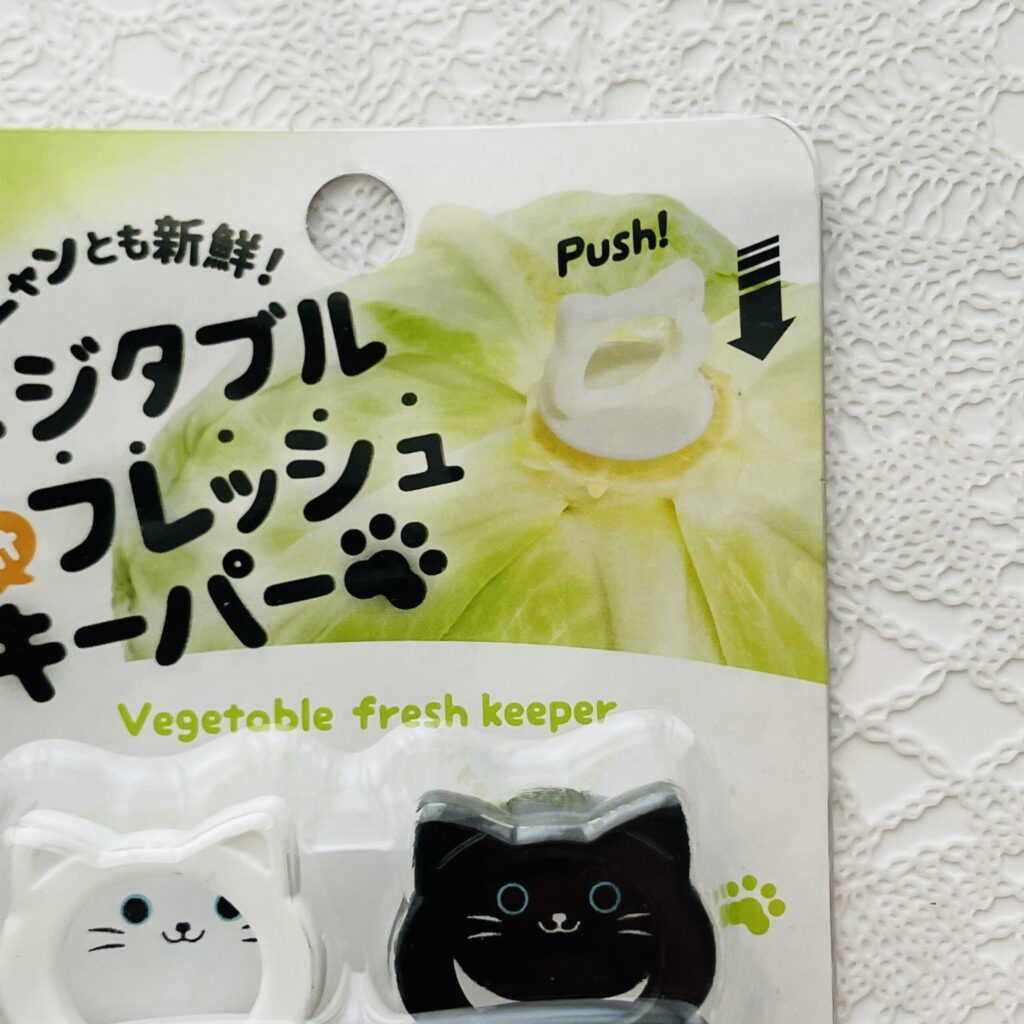 ャンとも新鮮！
Push!
ジタブル
フレッシュ
キーパー
Vegetable fresh keeper